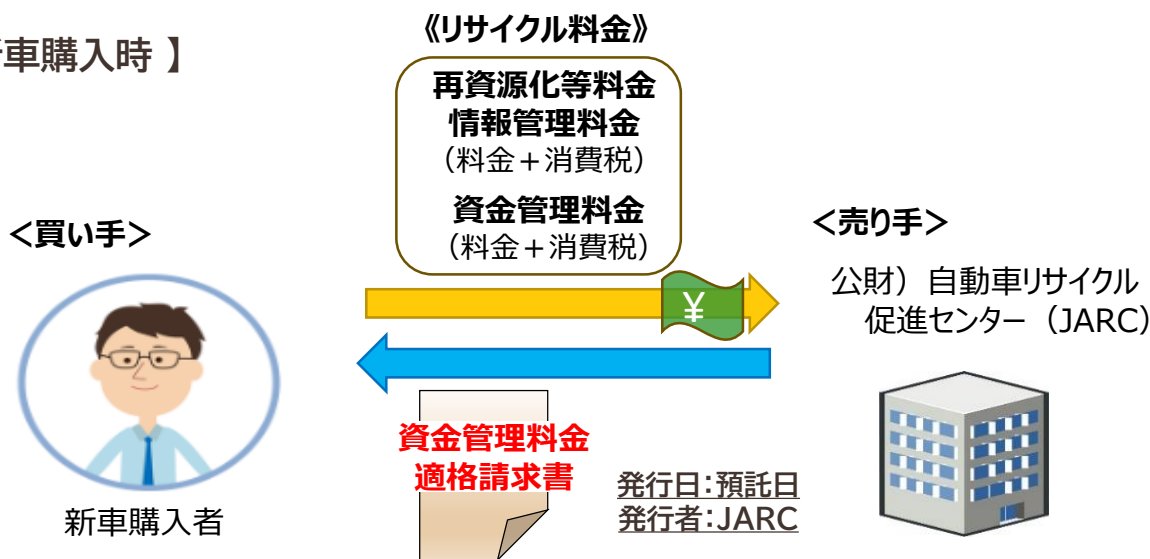 車購入時 】
《リサイクル料金》
再資源化等料金
情報管理料金
（料金＋消費税）
資金管理料金
（料金＋消費税）
＜買い手＞
＜売り手＞
公財）自動車リサイクル
促進センター（JARC）
¥
資金管理料金
適格請求書
発行日：預託日
発行者：JARC
新車購入者